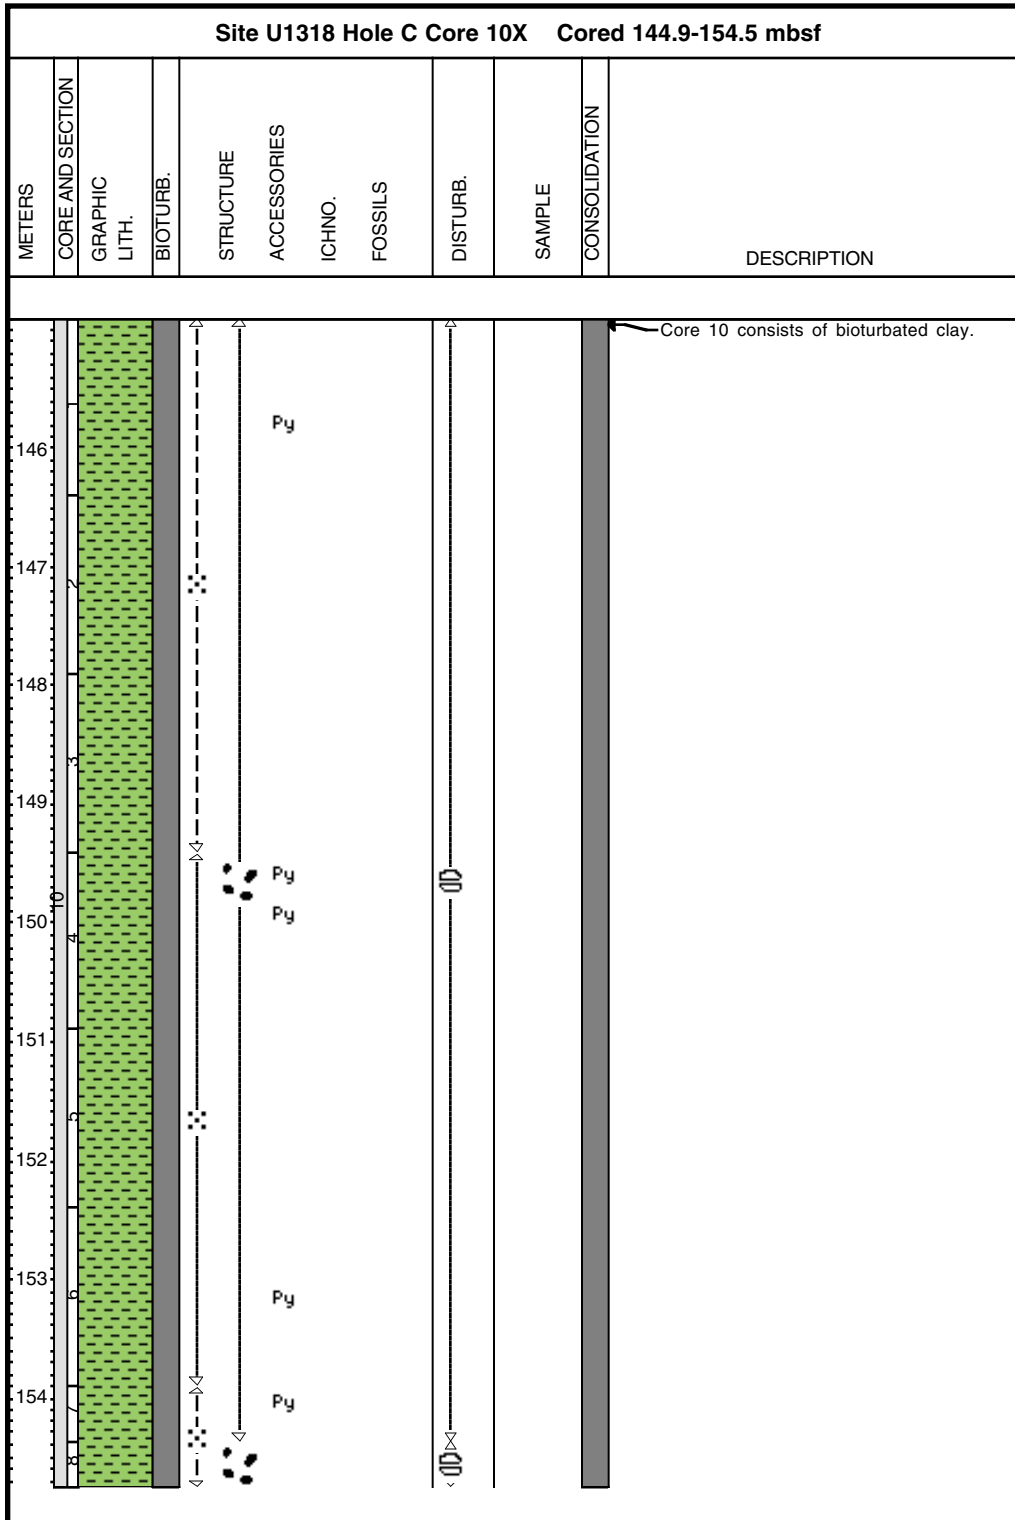 Site U1318 Hole C Core 10X Cored 144.9-154.5 mbsf
METERS
CORE AND SECTION
GRAPHIC
LITH.
BIOTURB.
STRUCTURE
ACCESSORIES
ICHNO.
FOSSILS
DISTURB.
SAMPLE
CONSOLIDATION
DESCRIPTION
Core 10 consists of bioturbated clay.
1
Py
146
147
2
148
3
149
Py
10
Py
150
4
151
5
152
153
6
Py
154
Py
7
8